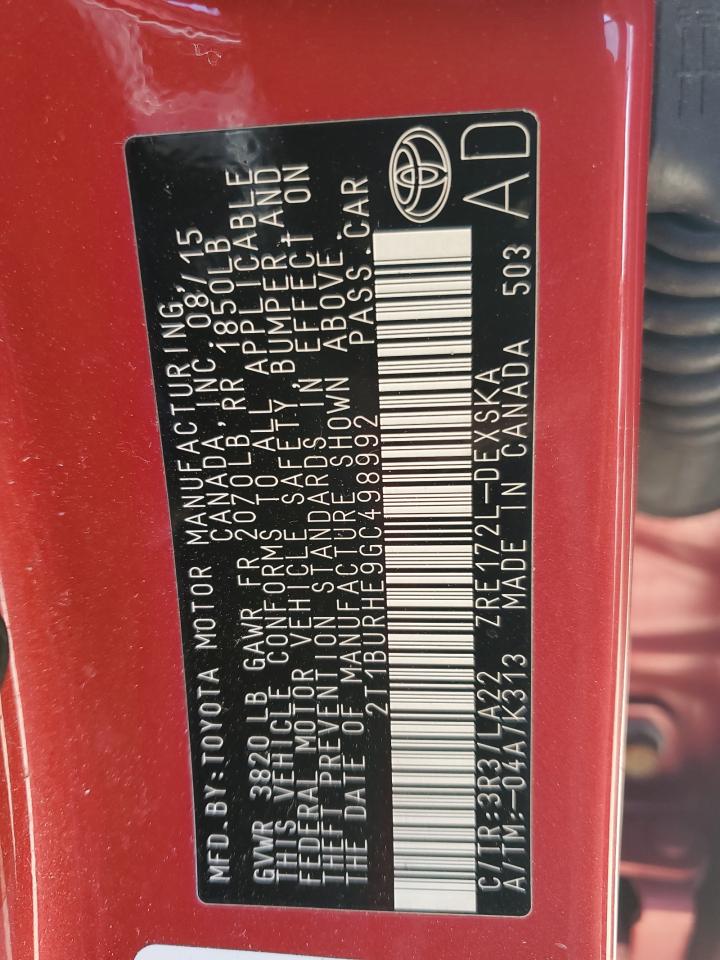 MFD. BY: TOYOTA MOTOR MANUFACTURING,
CANADA, INC. 08/15
GVWR 3820LB GAWR FR 2070LB, RR 1850LB
THIS VEHICLE CONFORMS TO ALL APPLICABLE
FEDERAL MOTOR VEHICLE SAFETY, BUMPER, AND
THEFT PREVENTION STANDARDS IN EFFECT ON
THE DATE OF MANUFACTURE SHOWN ABOVE.
2T1BURHE9GC498992 PASS.CAR
C/TR:3R3/LA22 ZRE172L-DEXSKA
A/TM:-04A/K313 MADE IN CANADA 503
AD